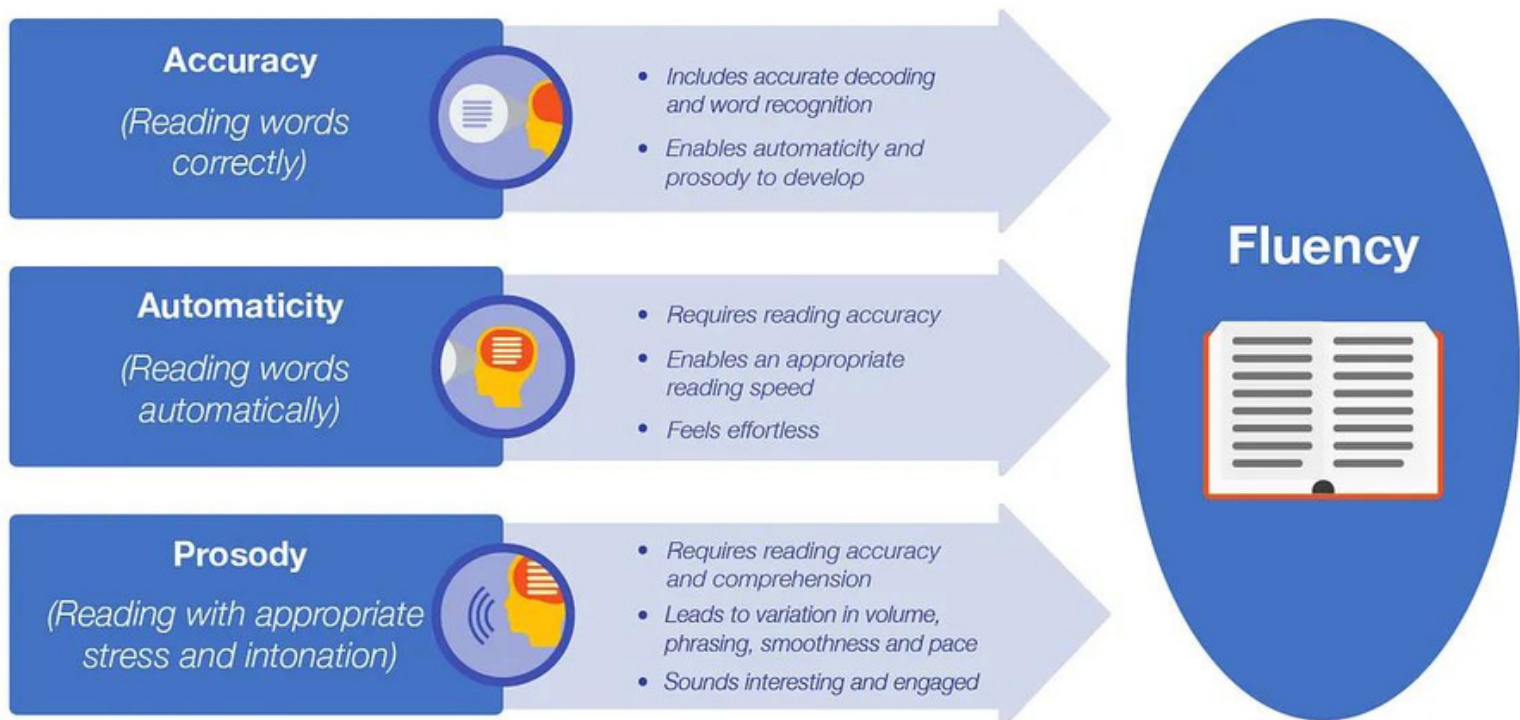 Accuracy
(Reading words
correctly)
• Includes accurate decoding
and word recognition
• Enables automaticity and
prosody to develop
Automaticity
(Reading words
automatically)
• Requires reading accuracy
• Enables an appropriate
reading speed
• Feels effortless
Prosody
(Reading with appropriate
stress and intonation)
• Requires reading accuracy
and comprehension
• Leads to variation in volume,
phrasing, smoothness and pace
• Sounds interesting and engaged
Fluency